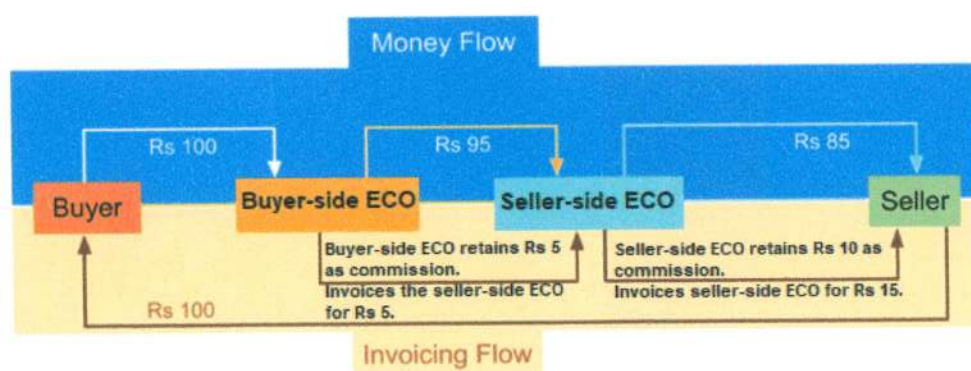 Money Flow
Rs 100
Rs 95
Rs 85
Buyer
Buyer-side ECO
Seller-side ECO
Seller
Buyer-side ECO retains Rs 5
as commission.
Invoices the seller-side ECO
for Rs 5.
Seller-side ECO retains Rs 10 as
commission.
Invoices seller-side ECO for Rs 15.
Rs 100
Invoicing Flow